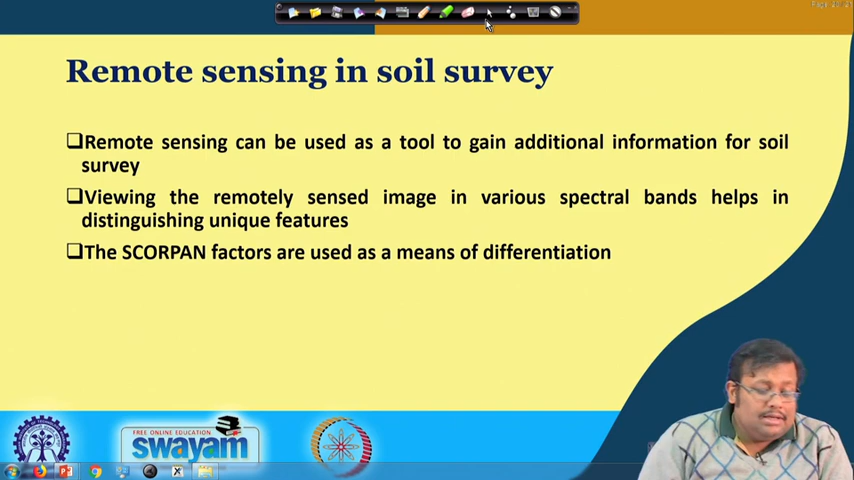 Remote sensing in soil survey
❑Remote sensing can be used as a tool to gain additional information for soil
survey
❑Viewing the remotely sensed image in various spectral bands helps in
distinguishing unique features
❑The SCORPAN factors are used as a means of differentiation
FREE ONLINE EDUCATION
swayam